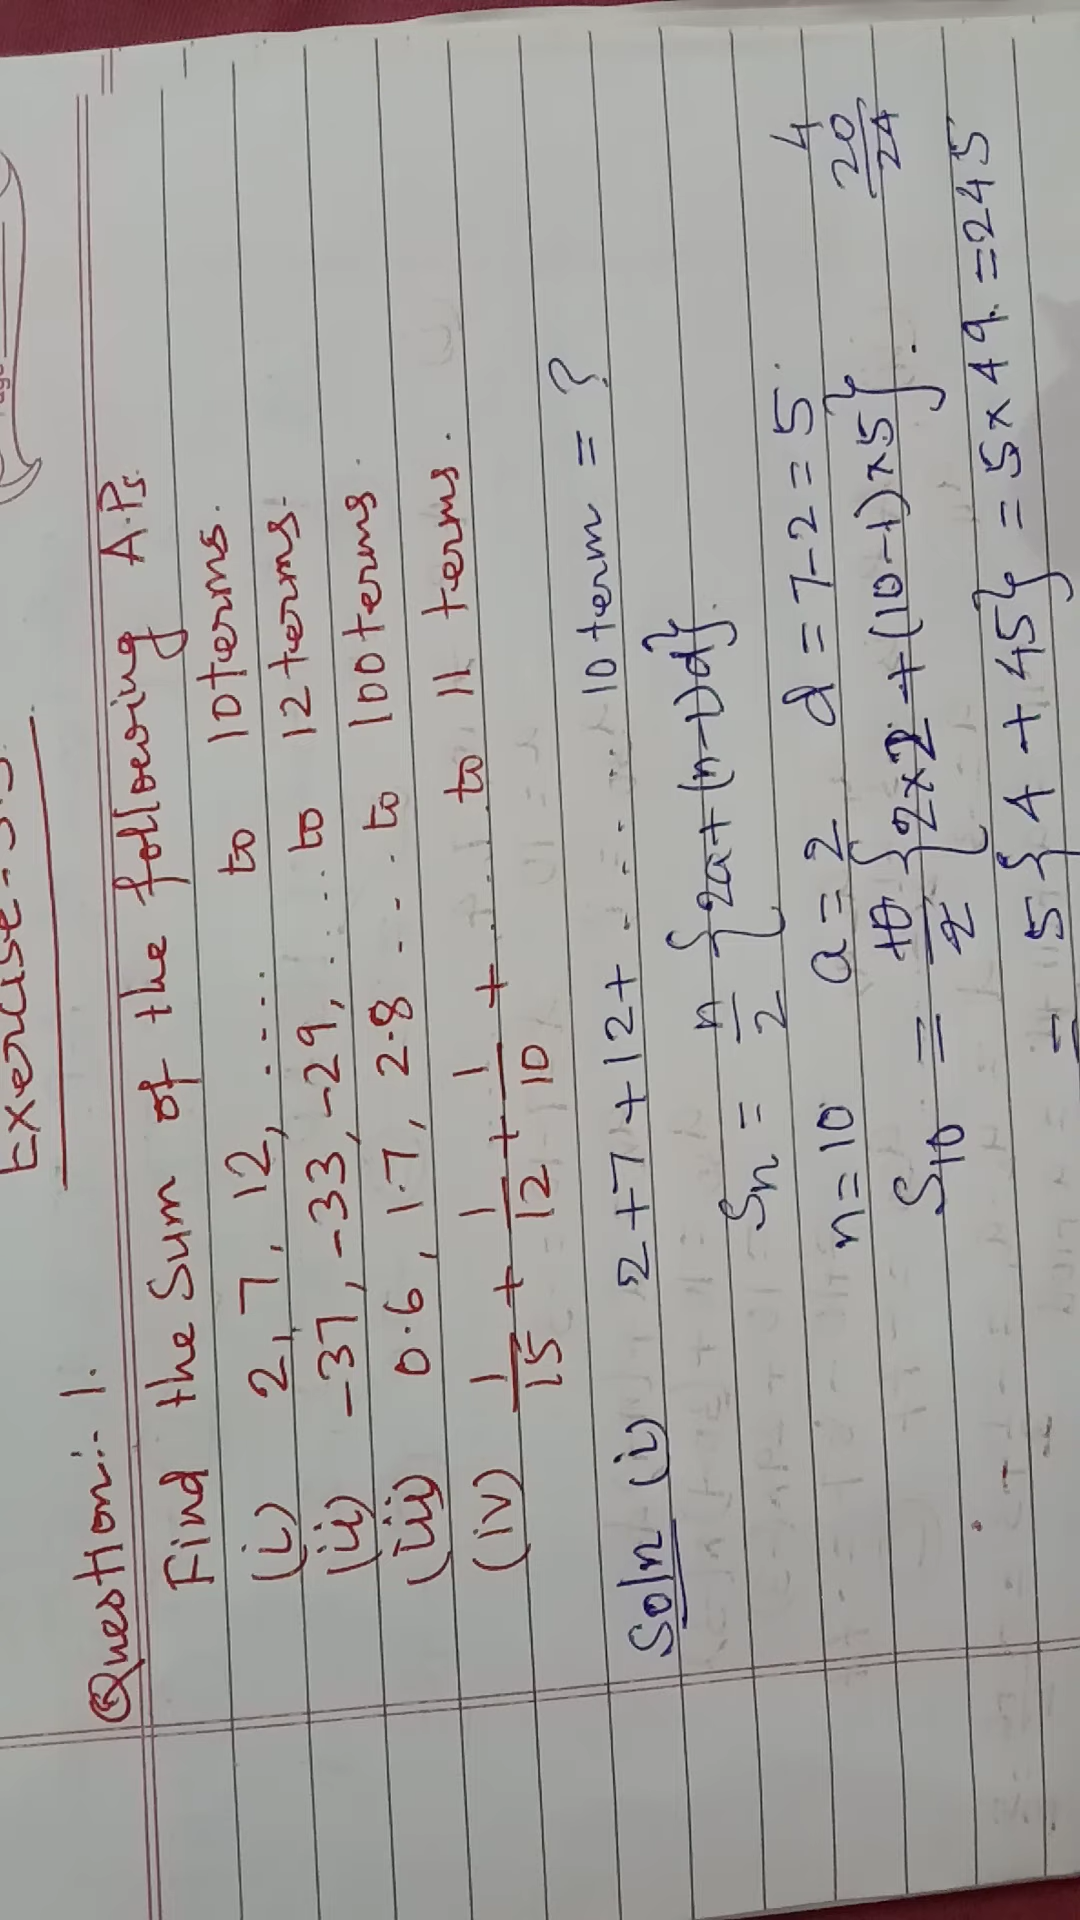 Exercise - 5.3
Question:- 1.
Find the Sum of the following A.Ps.
(i) 2, 7, 12, ..... to 10 terms.
(ii) -37, -33, -29, ..... to 12 terms.
(iii) 0.6, 1.7, 2.8 .... to 100 terms.
(iv) 1/15 + 1/12 + 1/10 + ..... to 11 terms.
Soln (i) 2+7+12+ ....... 10 term = ?
Sn = n/2 {2a+(n-1)d}.
n=10 a=2 d=7-2=5.
S10 = 10/2 {2×2+(10-1)×5}.
= 5{4+45} = 5×49. =245
4
20
24